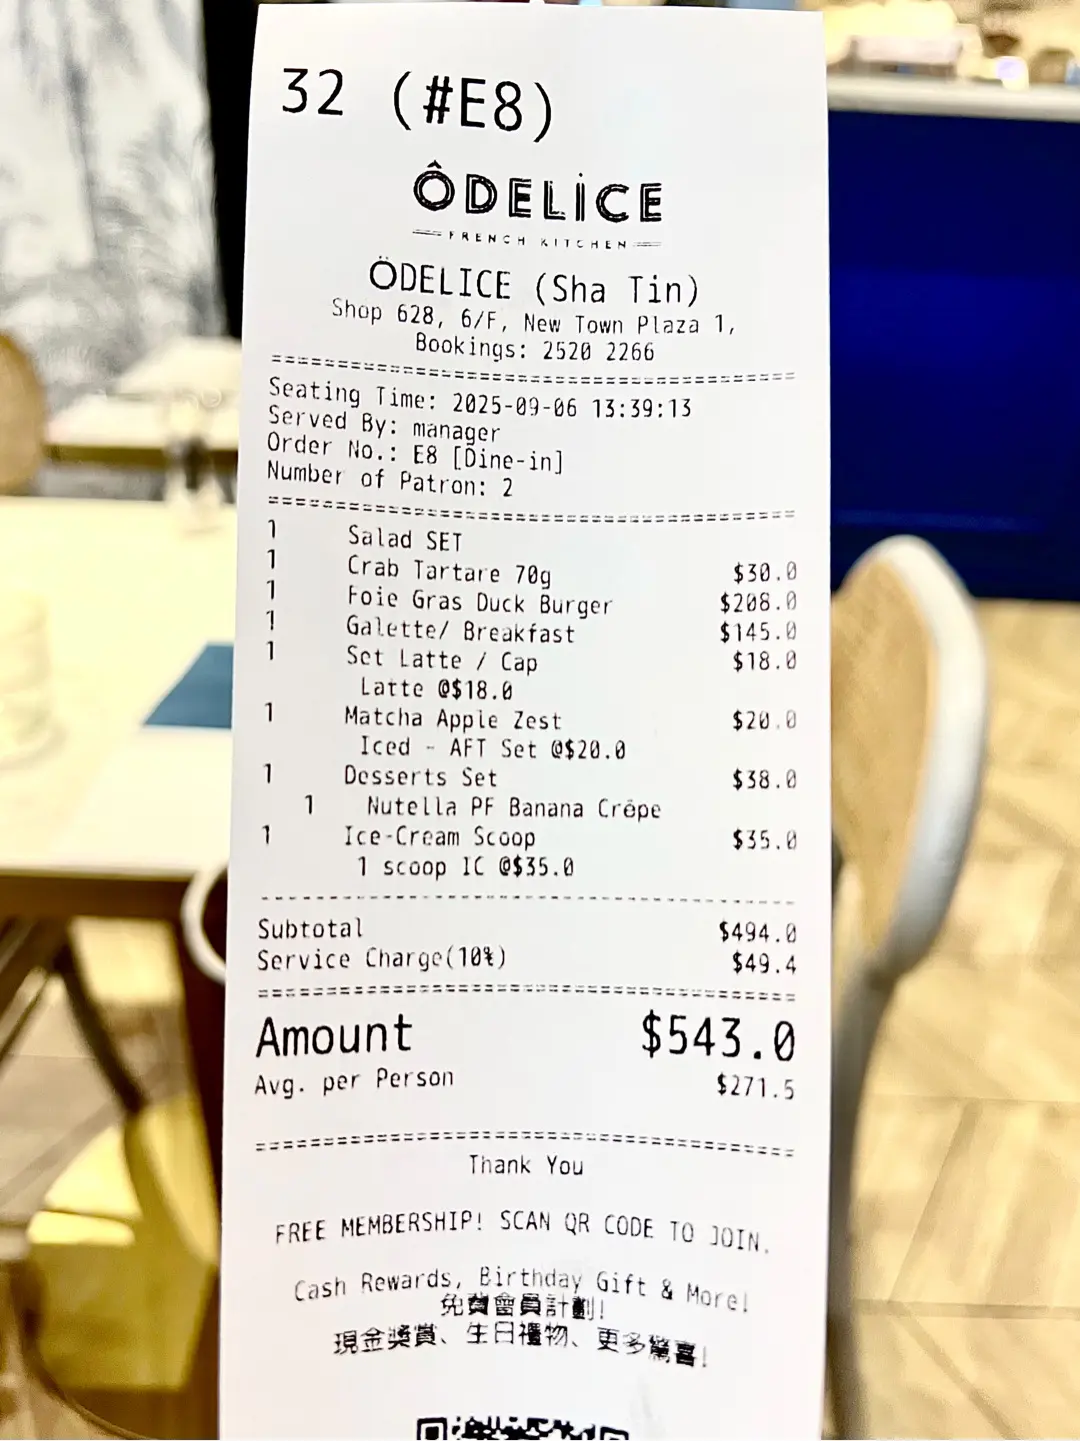 32 (#E8)
ÔDELİCE
FRENCH KITCHEN
ÖDELICE (Sha Tin)
Shop 628, 6/F, New Town Plaza 1,
Bookings: 2520 2266
========================================
Seating Time: 2025-09-06 13:39:13
Served By: manager
Order No.: E8 [Dine-in]
Number of Patron: 2
========================================
1 Salad SET
1 Crab Tartare 70g $30.0
1 Foie Gras Duck Burger $208.0
1 Galette/ Breakfast $145.0
1 Set Latte / Cap $18.0
Latte @$18.0
1 Matcha Apple Zest $20.0
Iced - AFT Set @$20.0
1 Desserts Set $38.0
1 Nutella PF Banana Crêpe
1 Ice-Cream Scoop $35.0
1 scoop IC @$35.0
----------------------------------------
Subtotal $494.0
Service Charge(10%) $49.4
========================================
Amount $543.0
Avg. per Person $271.5
========================================
Thank You
FREE MEMBERSHIP! SCAN QR CODE TO JOIN.
Cash Rewards, Birthday Gift & More!
免費會員計劃!
現金獎賞、生日禮物、更多驚喜!